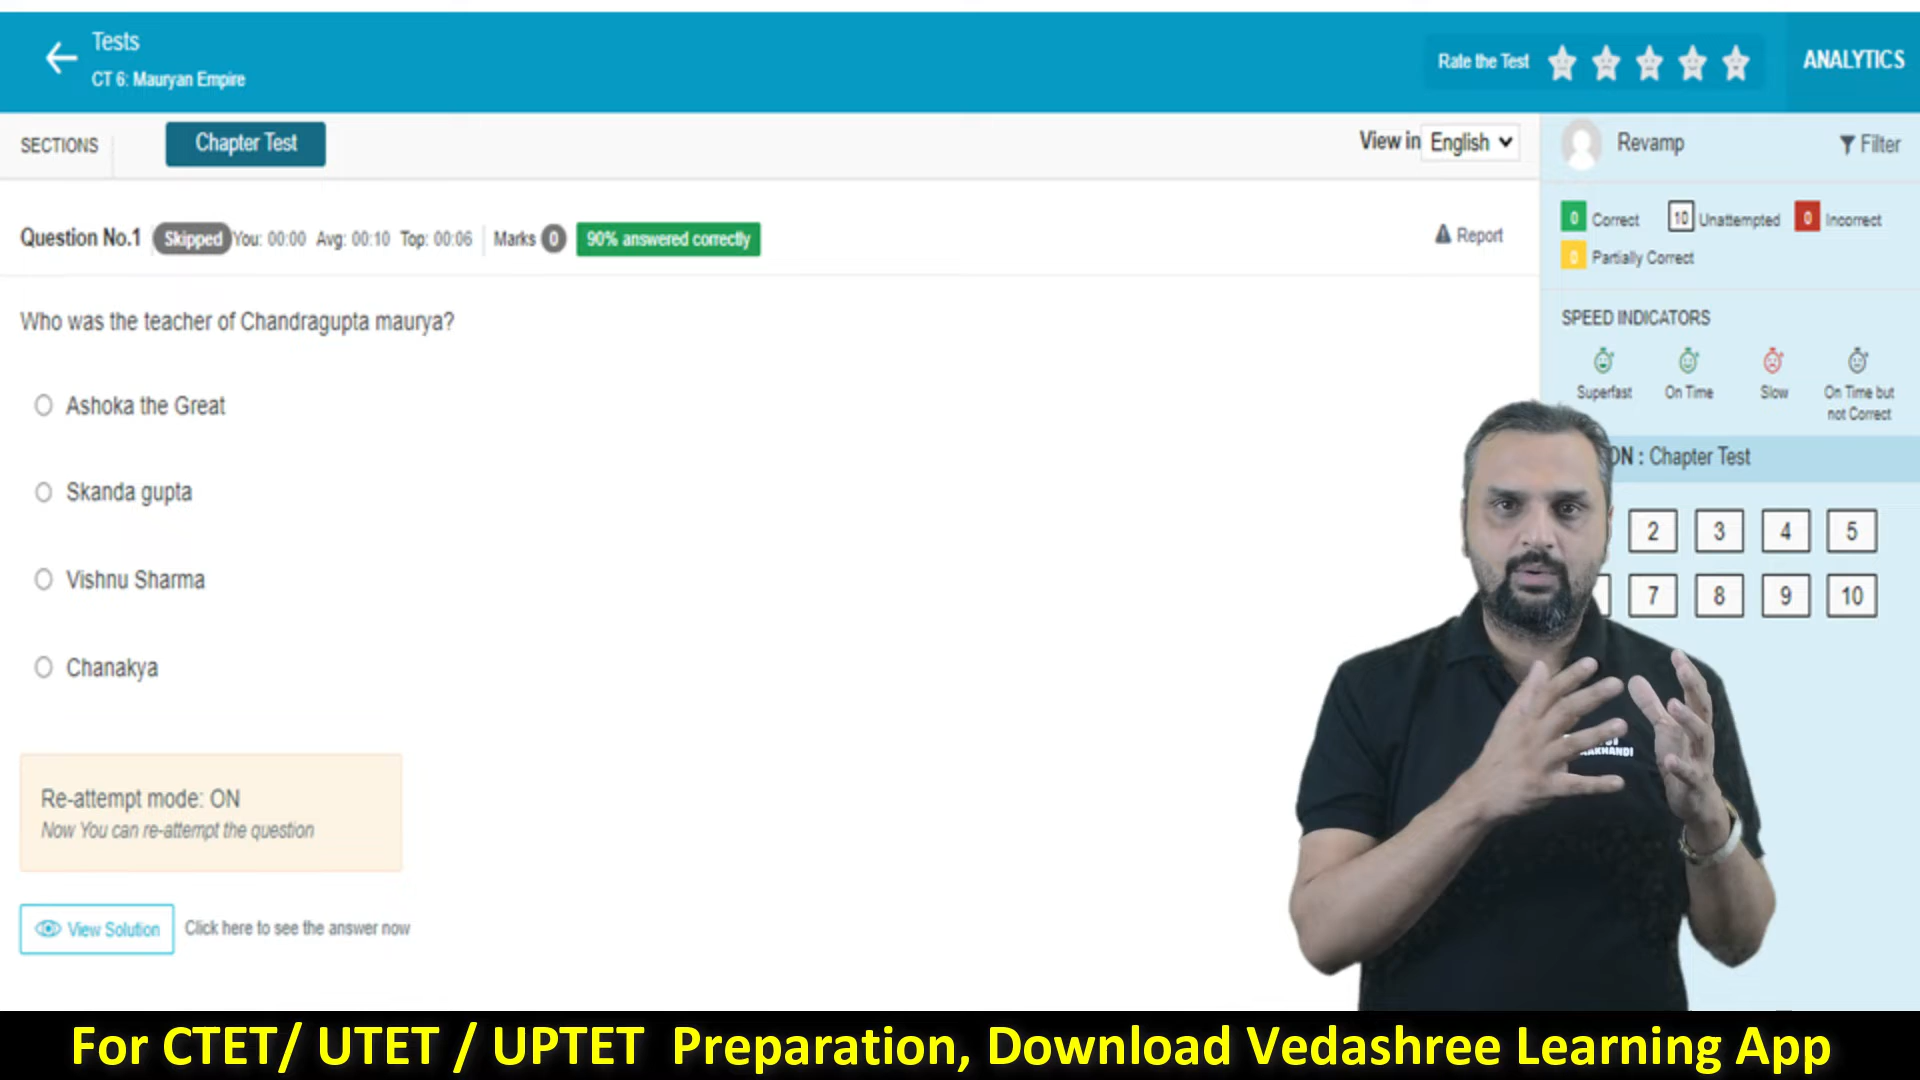 Tests
CT 6: Mauryan Empire
Rate the Test
ANALYTICS
SECTIONS
Chapter Test
View in English
Revamp
Filter
Question No.1 Skipped You: 00:00 Avg: 00:10 Top: 00:06 Marks 0 90% answered correctly
Report
0 Correct 10 Unattempted 0 Incorrect
0 Partially Correct
SPEED INDICATORS
Superfast On Time Slow On Time but
not Correct
Who was the teacher of Chandragupta maurya?
Ashoka the Great
Skanda gupta
Vishnu Sharma
Chanakya
ON : Chapter Test
2 3 4 5
7 8 9 10
Re-attempt mode: ON
Now You can re-attempt the question
View Solution Click here to see the answer now
For CTET/ UTET / UPTET Preparation, Download Vedashree Learning App